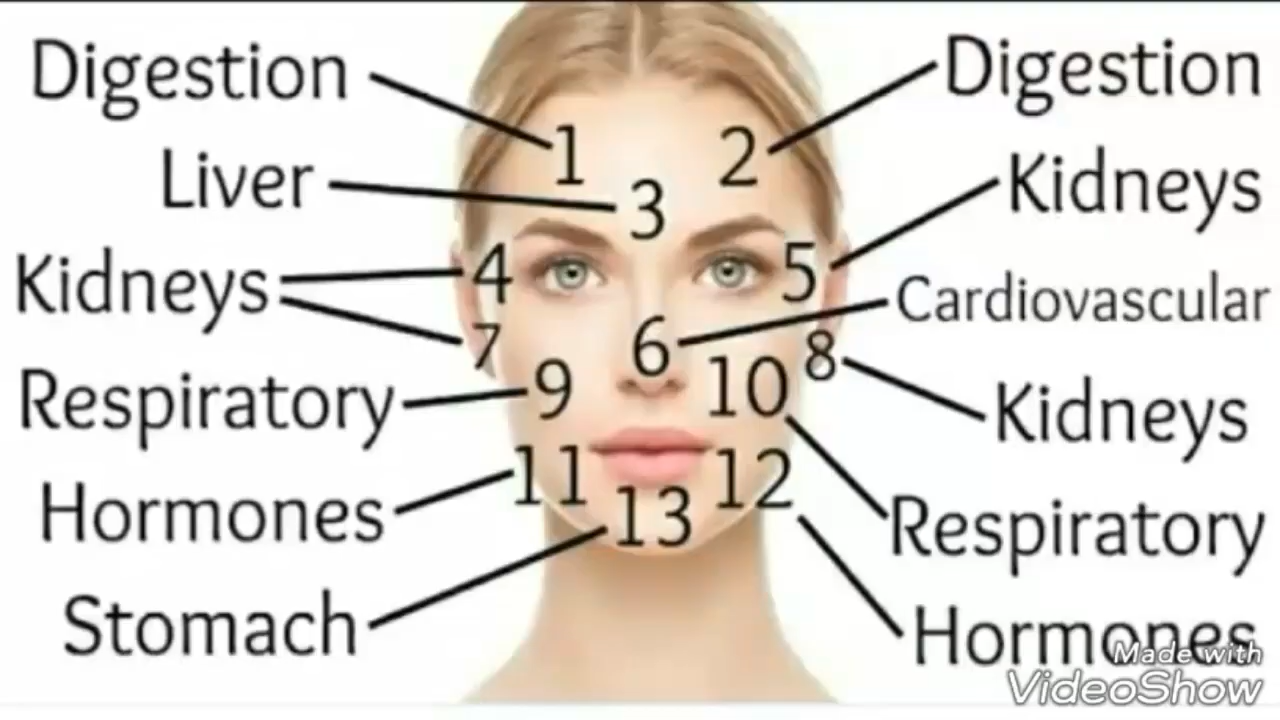 Digestion
Digestion
1
2
Liver
3
Kidneys
Kidneys
4
5
Cardiovascular
7
6
8
Respiratory
9
10
Kidneys
Hormones
11
12
13
Respiratory
Stomach
Hormones
Made with
VideoShow